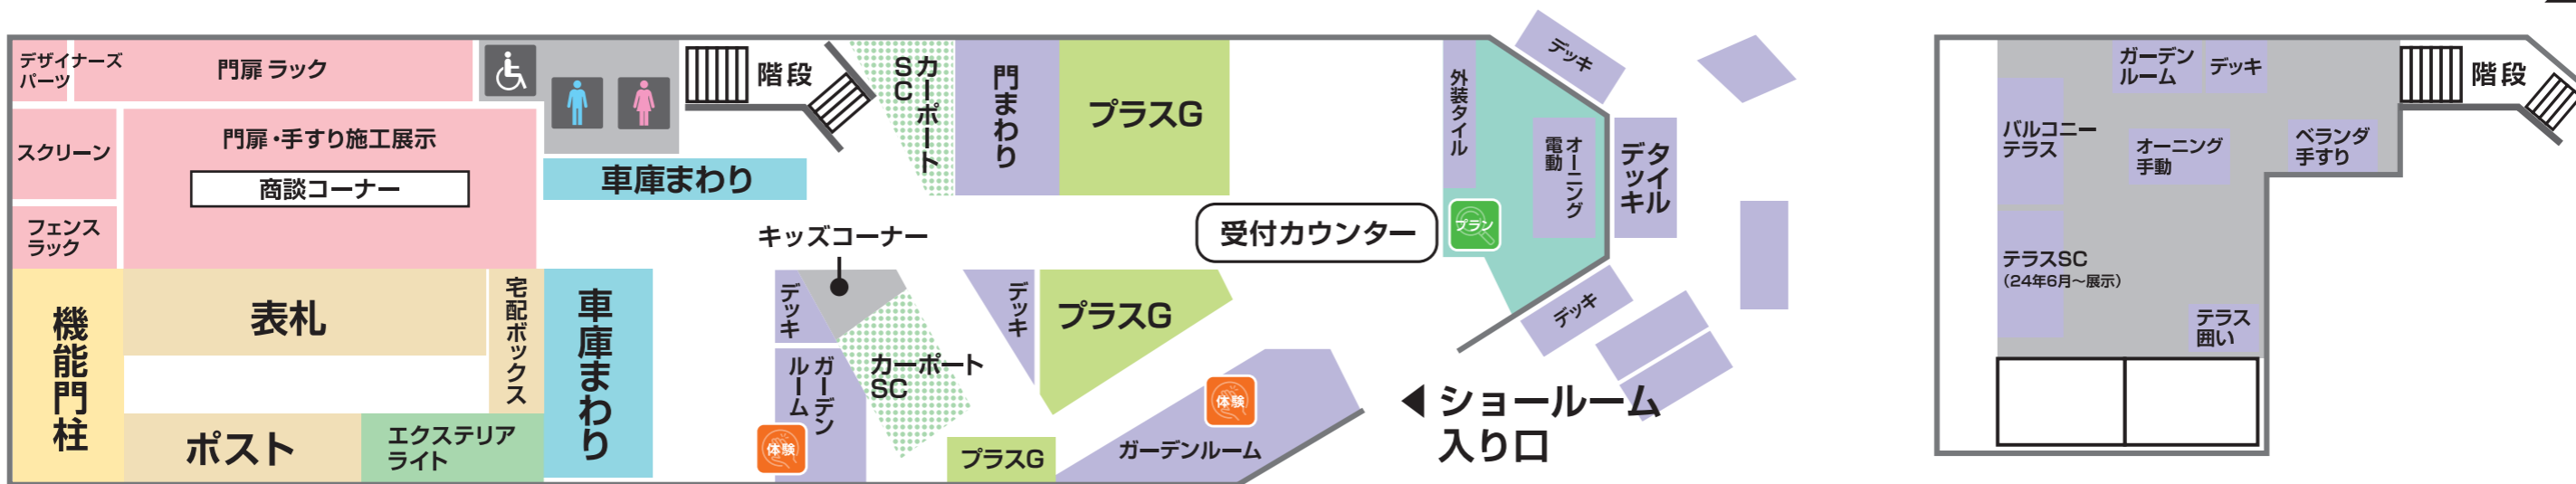 デザイナーズ
パーツ
門扉 ラック
スクリーン
門扉・手すり施工展示
商談コーナー
フェンス
ラック
機能門柱
表札
宅配ボックス
ポスト
エクステリア
ライト
車庫まわり
車庫まわり
階段
カーポート
SC
門まわり
プラスG
キッズコーナー
デッキ
ガーデン
ルーム
体験
カーポート
SC
デッキ
プラスG
プラスG
ガーデンルーム
体験
受付カウンター
外装タイル
プラン
オーニング
電動
デッキ
タイル
デッキ
デッキ
◀ ショールーム
入り口
ガーデン
ルーム
デッキ
階段
バルコニー
テラス
オーニング
手動
ベランダ
手すり
テラスSC
（24年6月～展示）
テラス
囲い